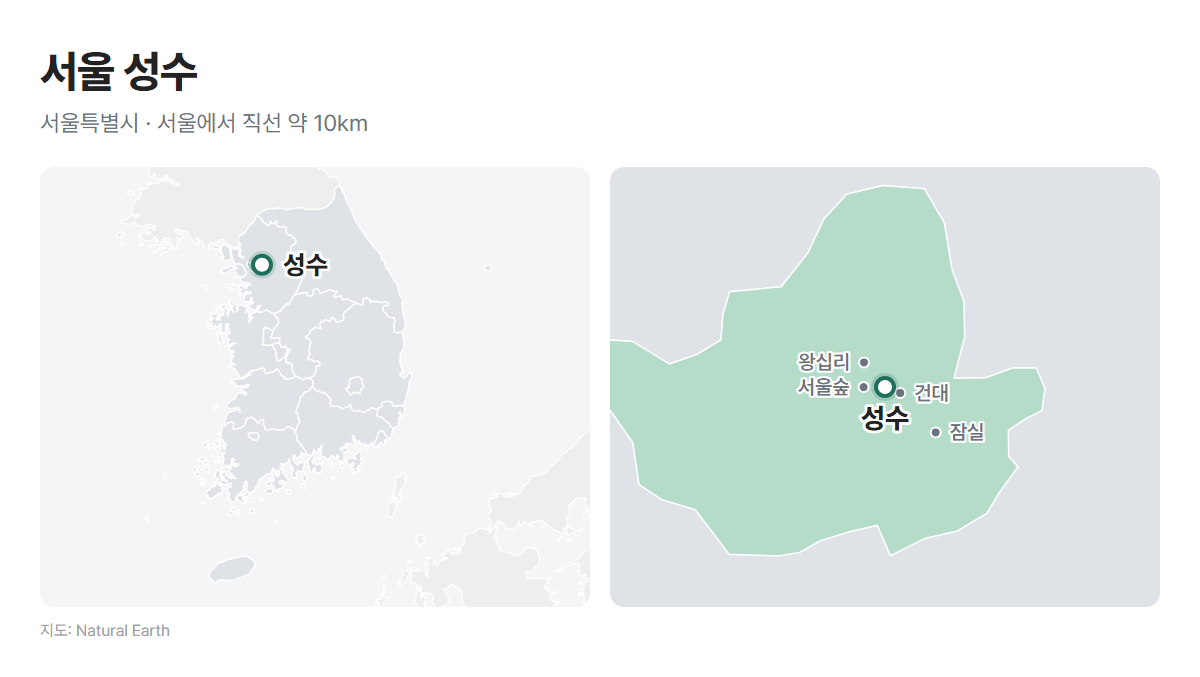 서울 성수
서울특별시 · 서울에서 직선 약 10km
성수
왕십리
서울숲
건대
성수
잠실
지도: Natural Earth